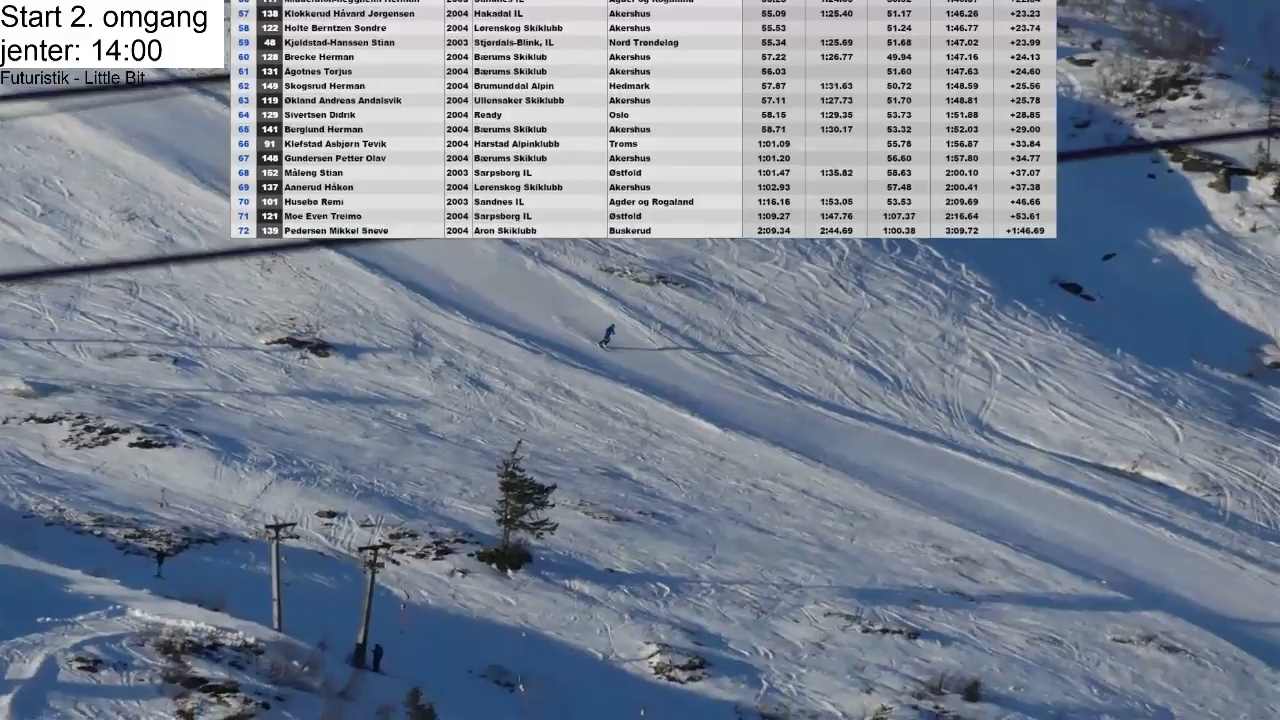 Start 2. omgang
jenter: 14:00
Futuristik - Little Bit
57 138 Klokkerud Håvard Jørgensen 2004 Hakadal IL Akershus 55.09 1:25.40 51.17 1:46.26 +23.23
58 122 Holte Berntzen Sondre 2004 Lørenskog Skiklubb Akershus 55.53 51.24 1:46.77 +23.74
59 48 Kjeldstad-Hanssen Stian 2003 Stjørdals-Blink, IL Nord Trøndelag 55.34 1:25.69 51.68 1:47.02 +23.99
60 128 Brecke Herman 2004 Bærums Skiklub Akershus 57.22 1:26.77 49.94 1:47.16 +24.13
61 131 Ågotnes Torjus 2004 Bærums Skiklub Akershus 56.03 51.60 1:47.63 +24.60
62 149 Skogsrud Herman 2004 Brumunddal Alpin Hedmark 57.87 1:31.63 50.72 1:48.59 +25.56
63 119 Økland Andreas Andalsvik 2004 Ullensaker Skiklubb Akershus 57.11 1:27.73 51.70 1:48.81 +25.78
64 129 Sivertsen Didrik 2004 Ready Oslo 58.15 1:29.35 53.73 1:51.88 +28.85
65 141 Berglund Herman 2004 Bærums Skiklub Akershus 58.71 1:30.17 53.32 1:52.03 +29.00
66 91 Klefstad Asbjørn Tevik 2004 Harstad Alpinklubb Troms 1:01.09 55.78 1:56.87 +33.84
67 148 Gundersen Petter Olav 2004 Bærums Skiklub Akershus 1:01.20 56.60 1:57.80 +34.77
68 152 Måleng Stian 2003 Sarpsborg IL Østfold 1:01.47 1:35.82 58.63 2:00.10 +37.07
69 137 Aanerud Håkon 2004 Lørenskog Skiklubb Akershus 1:02.93 57.48 2:00.41 +37.38
70 101 Husebø Remi 2003 Sandnes IL Agder og Rogaland 1:16.16 1:53.05 53.53 2:09.69 +46.66
71 121 Moe Even Treimo 2004 Sarpsborg IL Østfold 1:09.27 1:47.76 1:07.37 2:16.64 +53.61
72 139 Pedersen Mikkel Sneve 2004 Aron Skiklubb Buskerud 2:09.34 2:44.69 1:00.38 3:09.72 +1:46.69